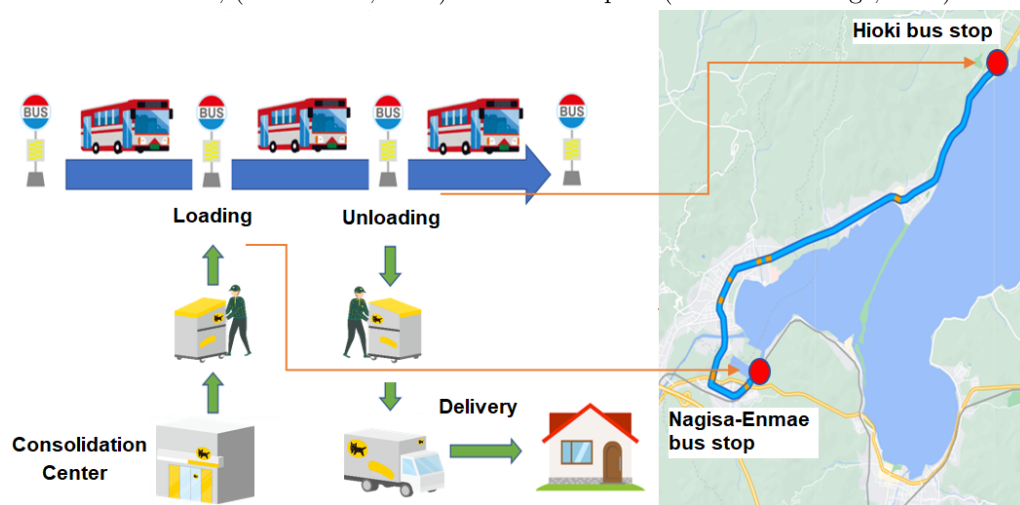 Hioki bus stop
BUS
BUS
BUS
BUS
Loading
Unloading
Delivery
Consolidation
Center
Nagisa-Enmae
bus stop